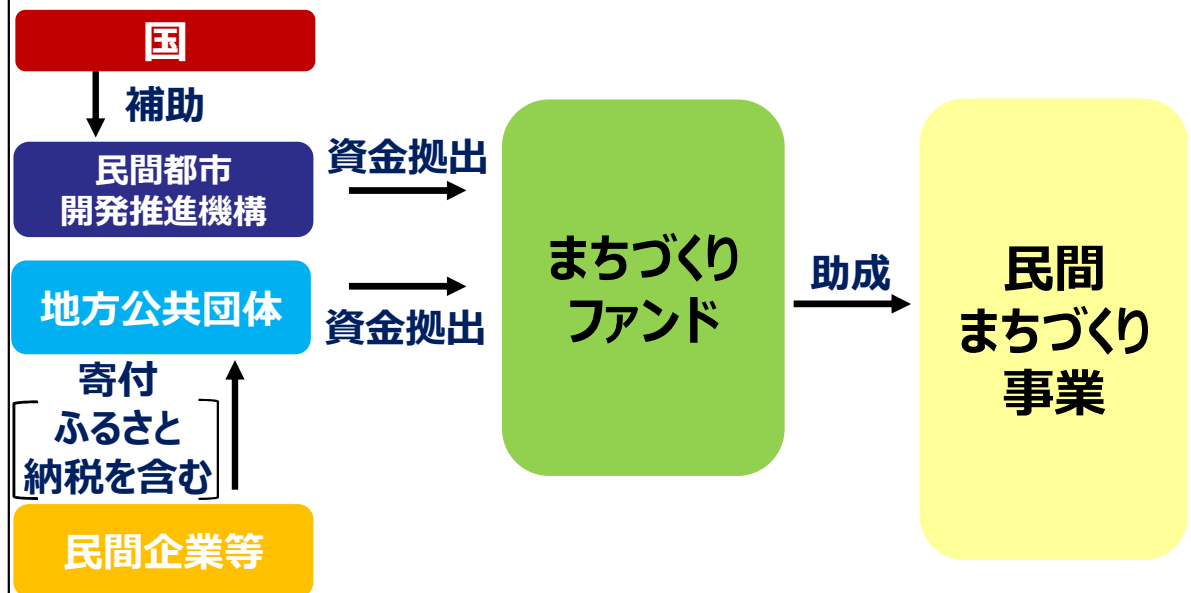 国
補助
民間都市
開発推進機構
資金拠出
地方公共団体
資金拠出
寄付
ふるさと
納税を含む
民間企業等
まちづくり
ファンド
助成
民間
まちづくり
事業